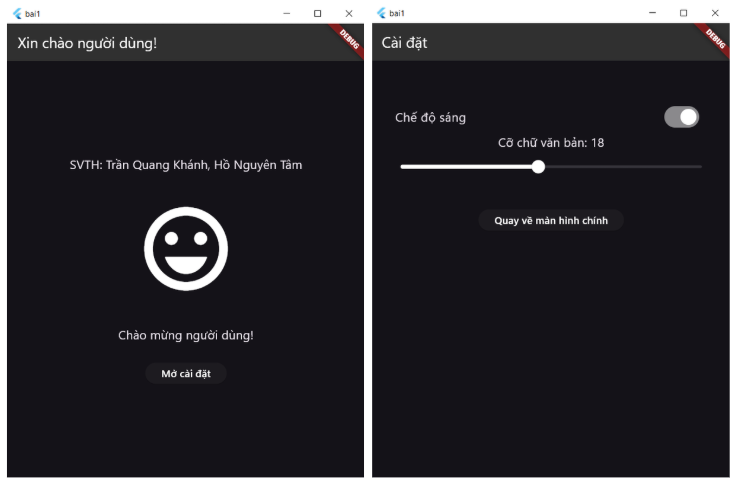 bai1
Xin chào người dùng!
DEBUG
SVTH: Trần Quang Khánh, Hồ Nguyên Tâm
Chào mừng người dùng!
Mở cài đặt
bai1
Cài đặt
DEBUG
Chế độ sáng
Cỡ chữ văn bản: 18
Quay về màn hình chính